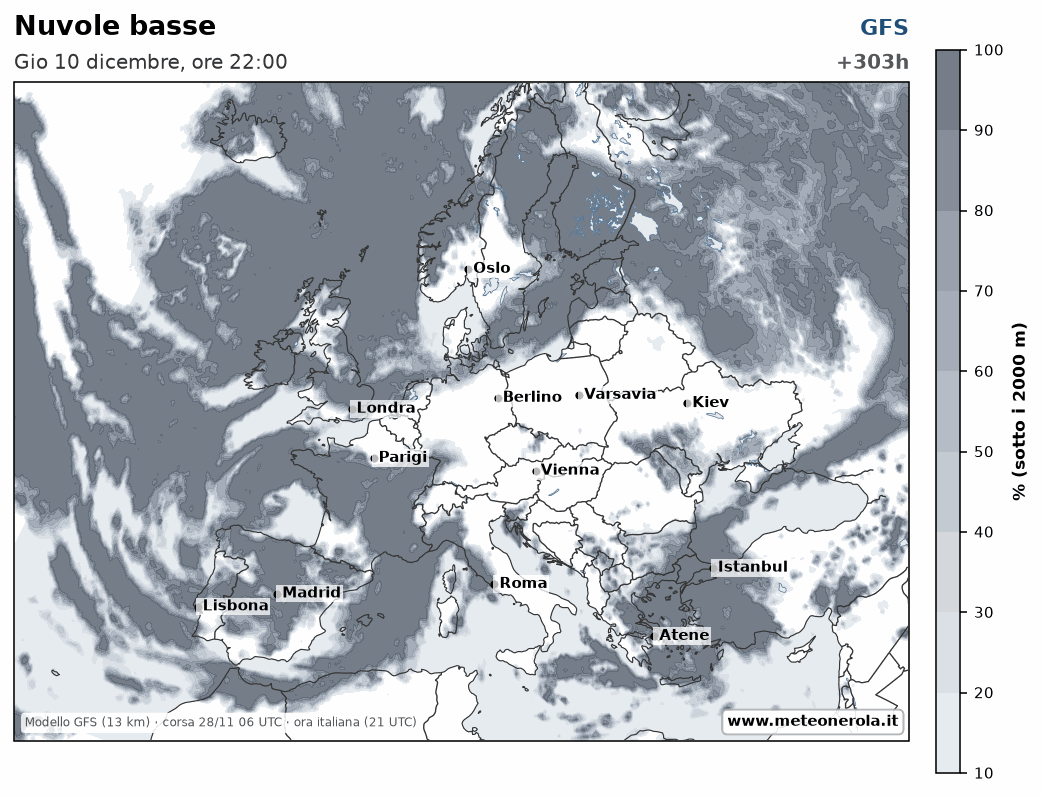 Nuvole basse
GFS
Gio 10 dicembre, ore 22:00
+303h
100
90
80
70
60
50
40
30
20
10
% (sotto i 2000 m)
Oslo
Berlino
Varsavia
Kiev
Londra
Parigi
Vienna
Istanbul
Roma
Madrid
Lisbona
Atene
Modello GFS (13 km) · corsa 28/11 06 UTC · ora italiana (21 UTC)
www.meteonerola.it